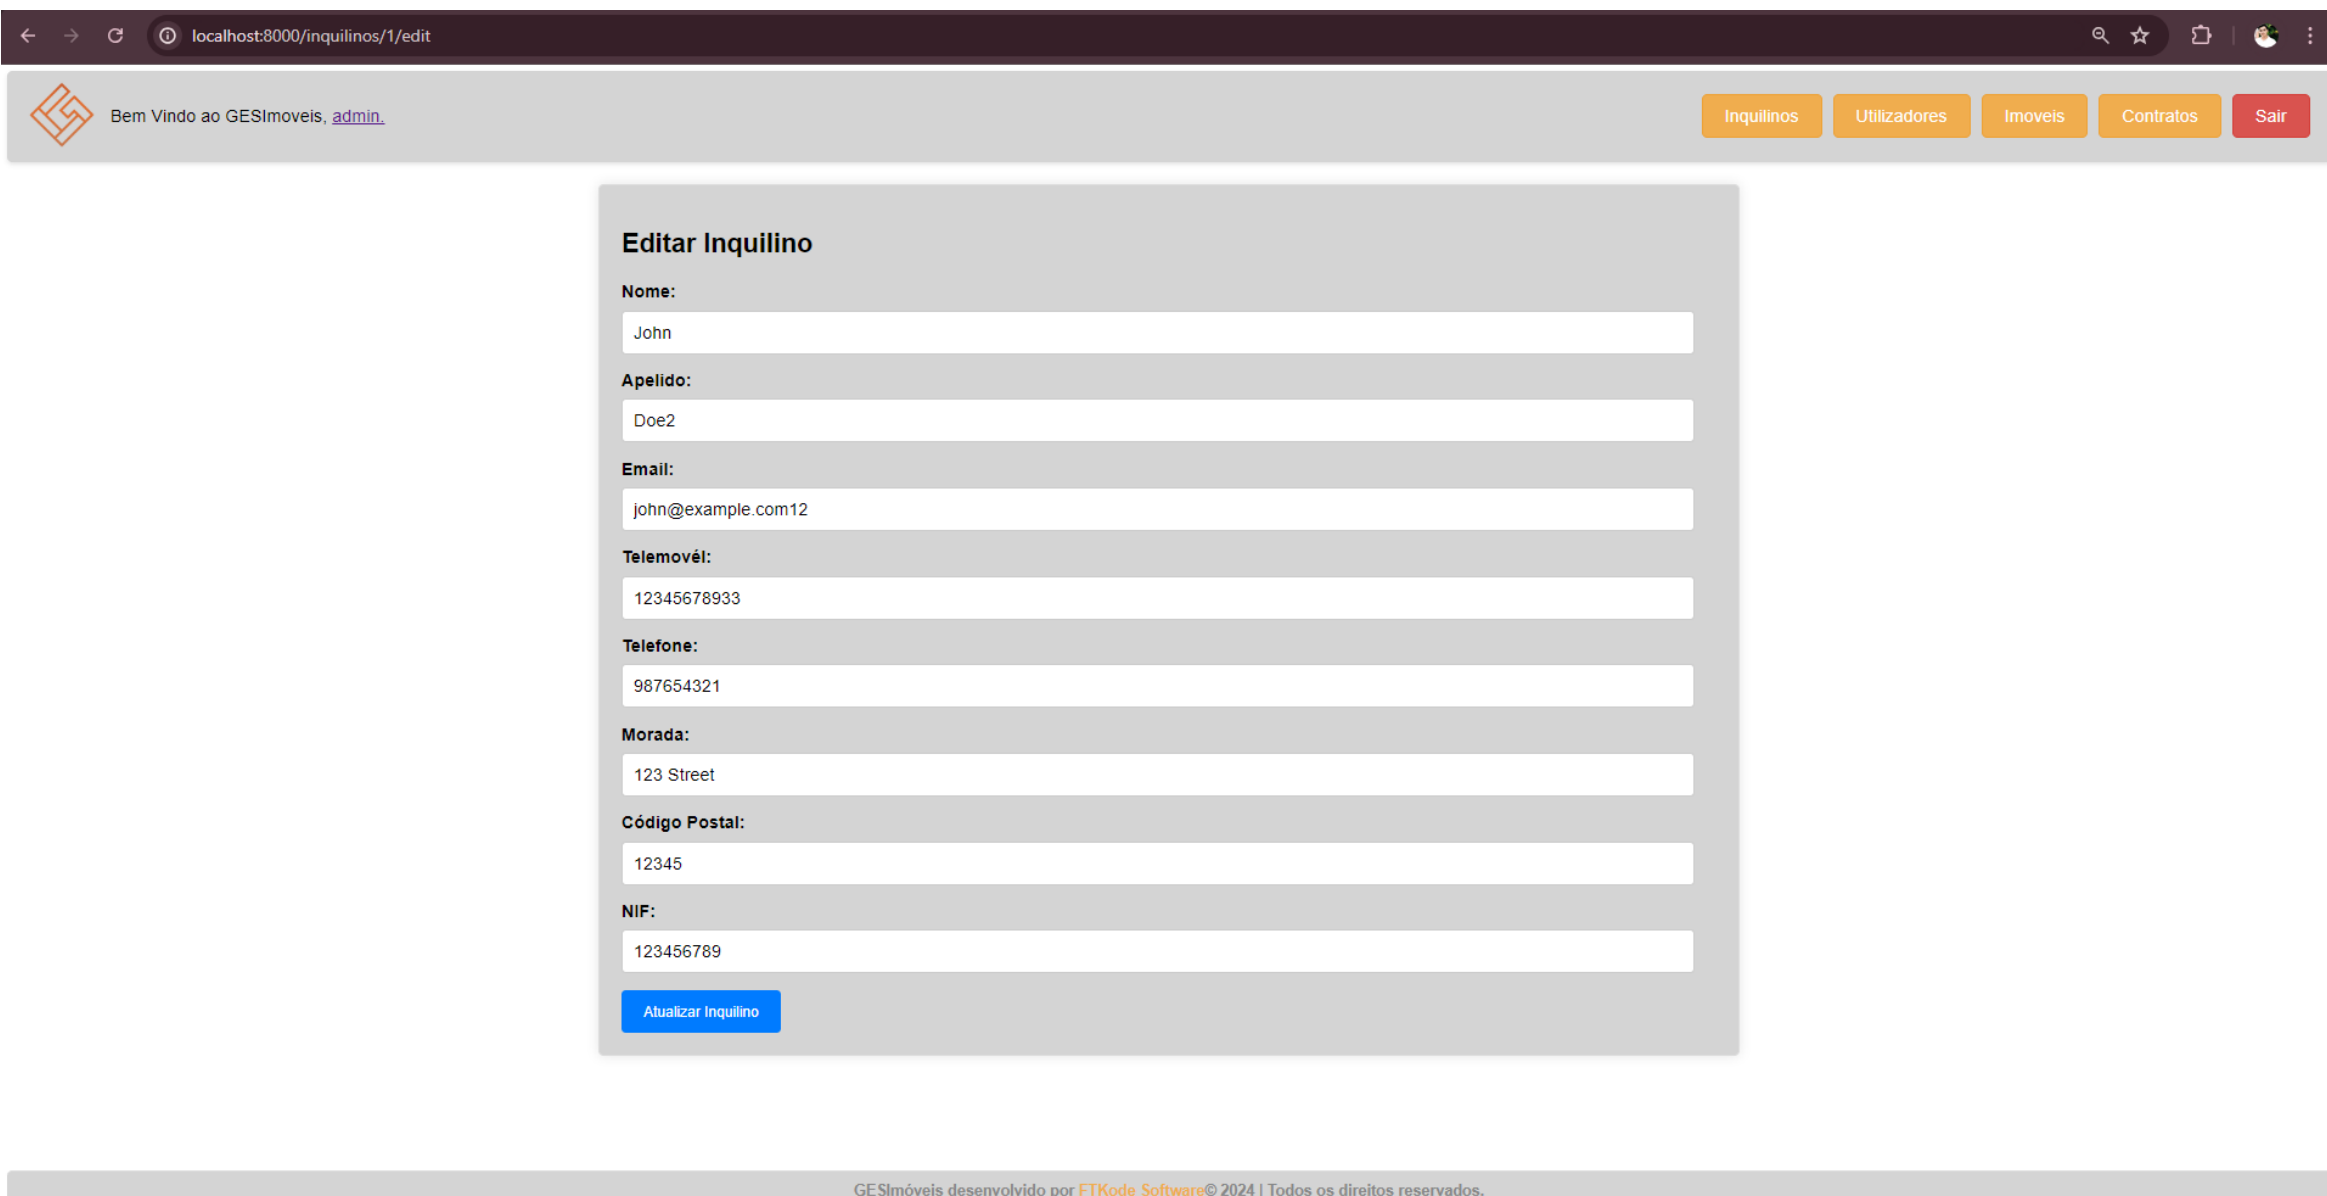 localhost:8000/inquilinos/1/edit
Bem Vindo ao GESImoveis, admin.
Inquilinos
Utilizadores
Imoveis
Contratos
Sair
Editar Inquilino
Nome:
John
Apelido:
Doe2
Email:
john@example.com12
Telemovél:
12345678933
Telefone:
987654321
Morada:
123 Street
Código Postal:
12345
NIF:
123456789
Atualizar Inquilino
GESImóveis desenvolvido por FTKode Software© 2024 | Todos os direitos reservados.